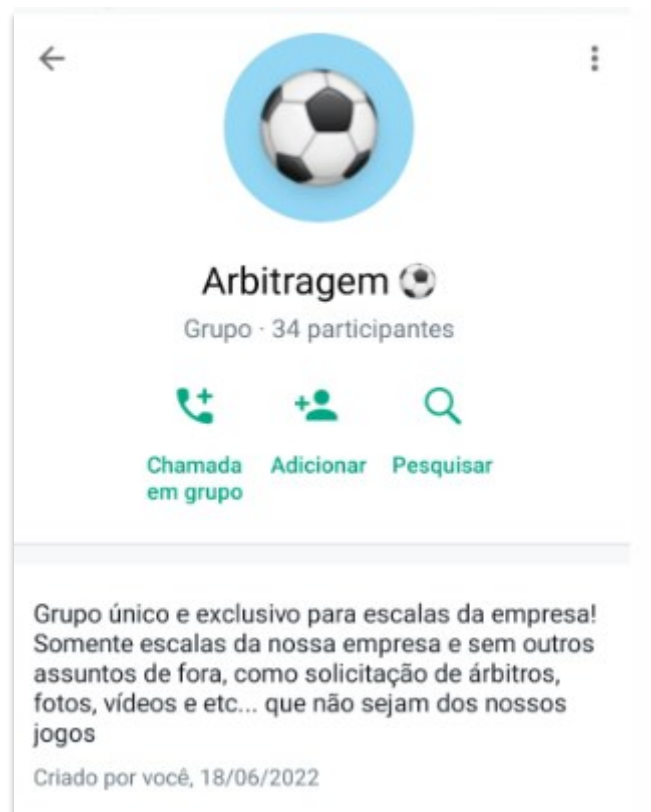 Arbitragem ⚽
Grupo · 34 participantes
Chamada
em grupo
Adicionar
Pesquisar
Grupo único e exclusivo para escalas da empresa!
Somente escalas da nossa empresa e sem outros
assuntos de fora, como solicitação de árbitros,
fotos, vídeos e etc... que não sejam dos nossos
jogos
Criado por você, 18/06/2022